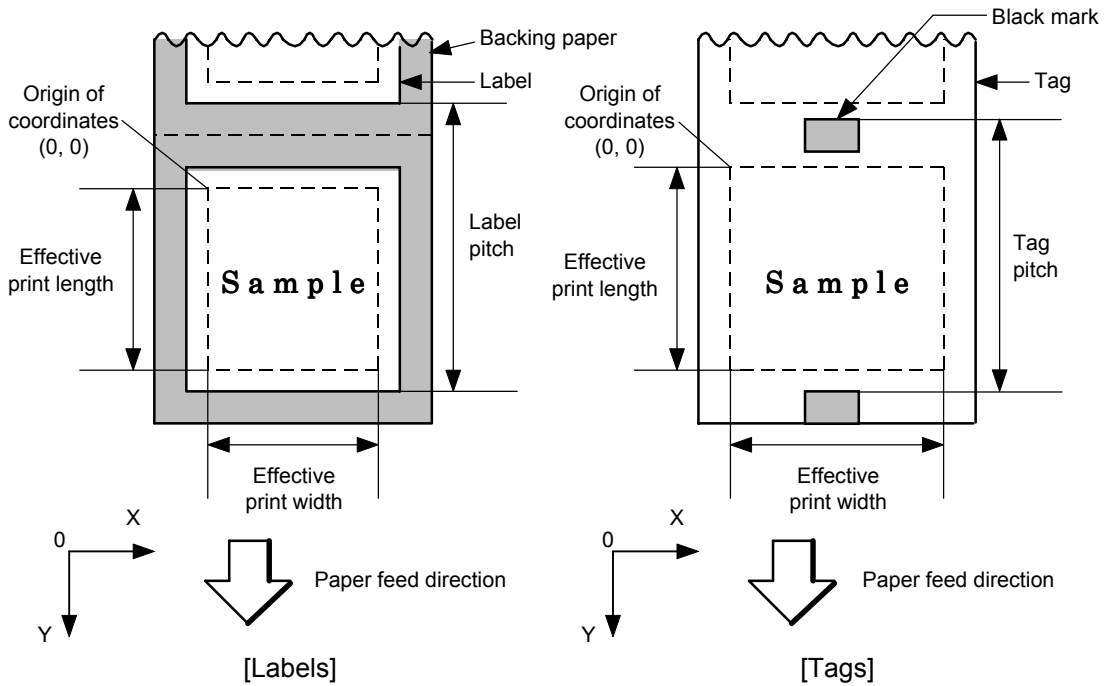 Backing paper
Label
Origin of
coordinates
(0, 0)
Label
pitch
Effective
print length
Sample
Effective
print width
0
X
Y
Paper feed direction
[Labels]
Black mark
Tag
Origin of
coordinates
(0, 0)
Tag
pitch
Effective
print length
Sample
Effective
print width
0
X
Y
Paper feed direction
[Tags]